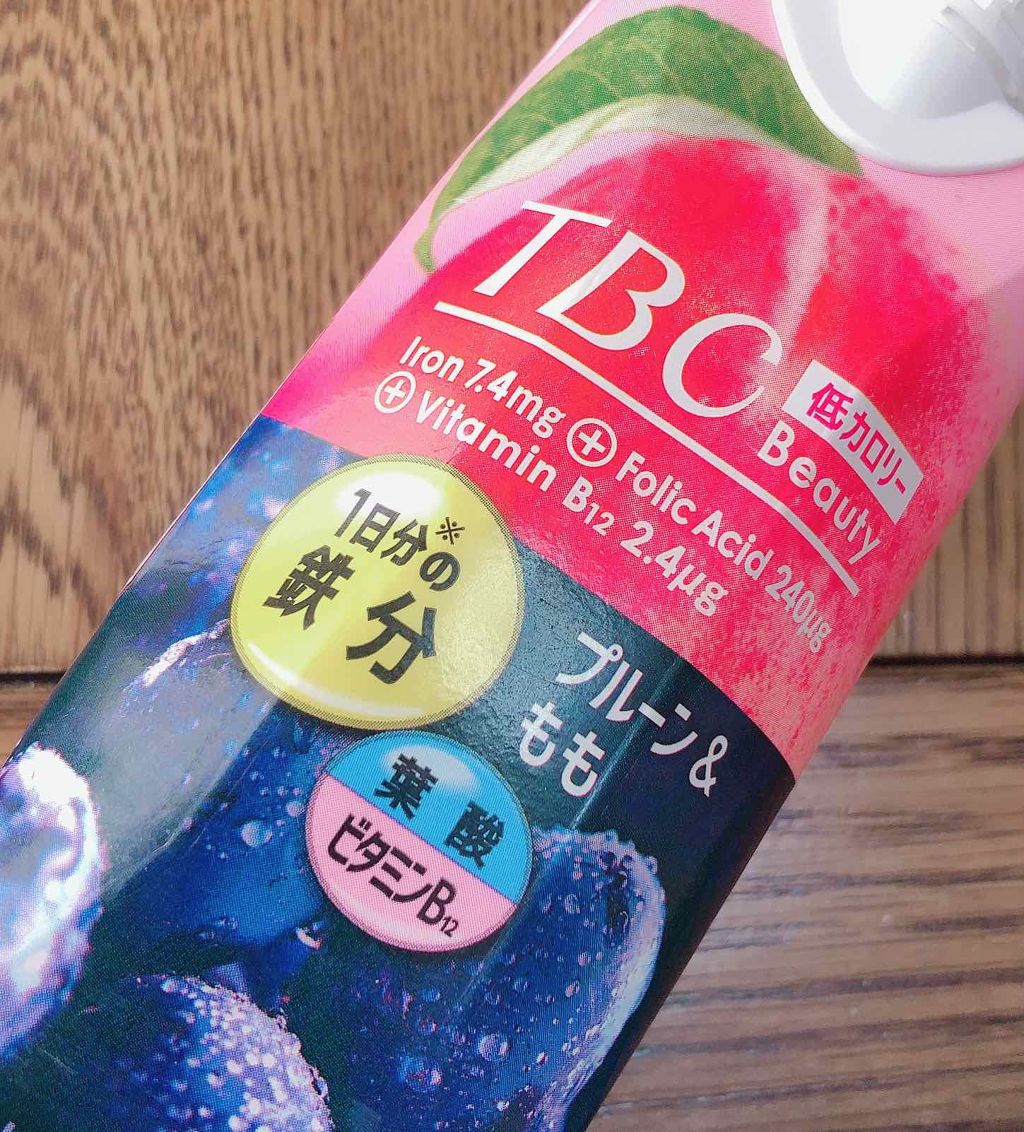 TBC
Beauty
低カロリー
Iron 7.4mg ⊕ Folic Acid 240μg
⊕ Vitamin B₁₂ 2.4μg
1日分の※
鉄分
プルーン&
もも
葉酸
ビタミンB₁₂